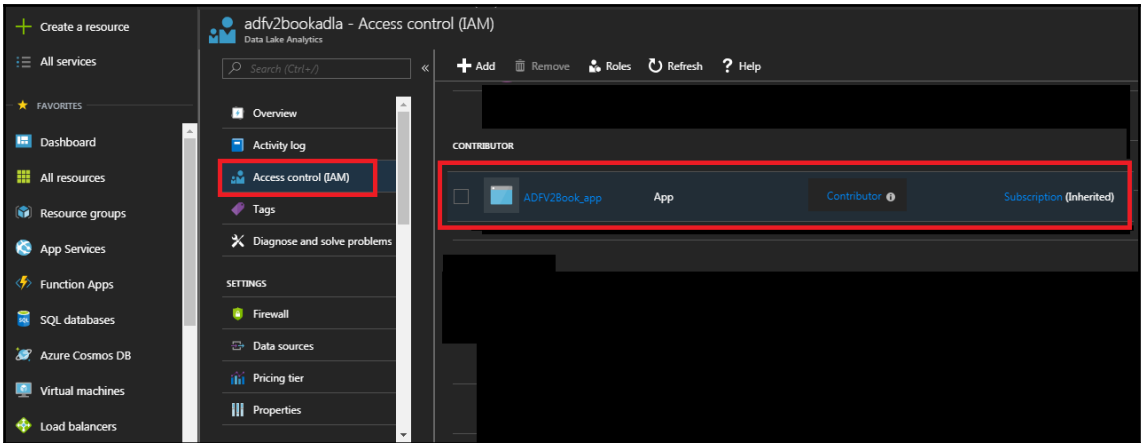 Create a resource
All services
FAVORITES
Dashboard
All resources
Resource groups
App Services
Function Apps
SQL databases
Azure Cosmos DB
Virtual machines
Load balancers
adfv2bookadla - Access control (IAM)
Data Lake Analytics
Search (Ctrl+/)
Overview
Activity log
Access control (IAM)
Tags
Diagnose and solve problems
SETTINGS
Firewall
Data sources
Pricing tier
Properties
Add Remove Roles Refresh ? Help
CONTRIBUTOR
ADFV2Book_app App Contributor Subscription (Inherited)